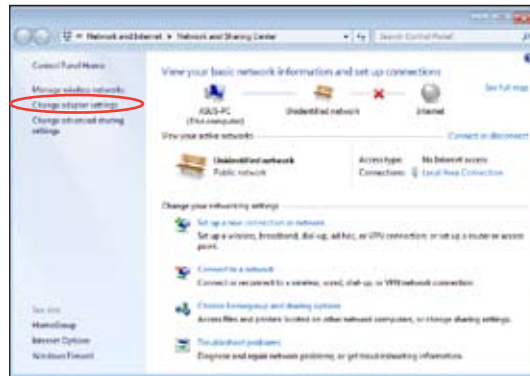 Network and Internet ▸ Network and Sharing Center
Search Control Panel
Control Panel Home
Manage wireless networks
Change adapter settings
Change advanced sharing
settings
View your basic network information and set up connections
See full map
ASUS-PC
(This computer)
Unidentified network
Internet
View your active networks
Connect or disconnect
Unidentified network
Public network
Access type: No Internet access
Connections: Local Area Connection
Change your networking settings
Set up a new connection or network
Set up a wireless, broadband, dial-up, ad hoc, or VPN connection; or set up a router or access
point.
Connect to a network
Connect or reconnect to a wireless, wired, dial-up, or VPN network connection.
Choose homegroup and sharing options
Access files and printers located on other network computers, or change sharing settings.
Troubleshoot problems
Diagnose and repair network problems, or get troubleshooting information.
See also
HomeGroup
Internet Options
Windows Firewall